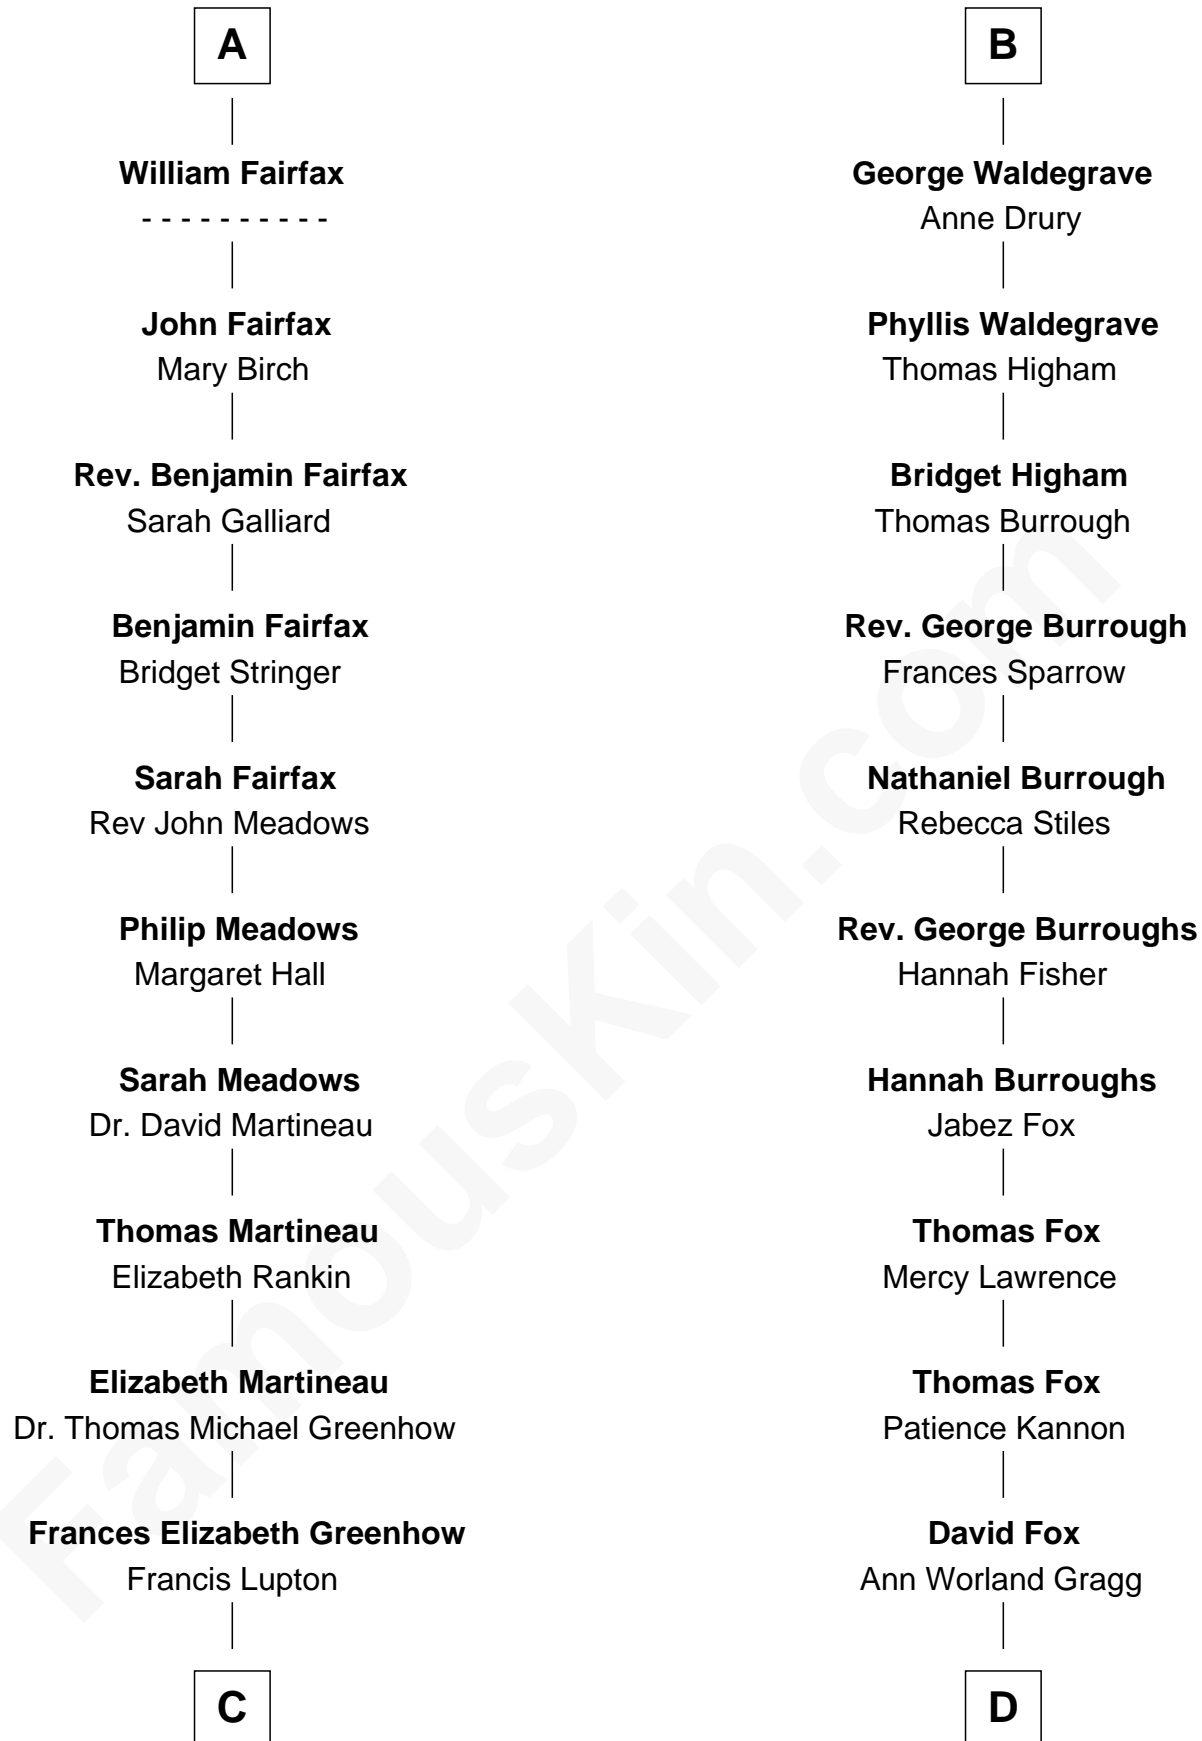 A
William Fairfax
- - - - - - - - - -
John Fairfax
Mary Birch
Rev. Benjamin Fairfax
Sarah Galliard
Benjamin Fairfax
Bridget Stringer
Sarah Fairfax
Rev John Meadows
Philip Meadows
Margaret Hall
Sarah Meadows
Dr. David Martineau
Thomas Martineau
Elizabeth Rankin
Elizabeth Martineau
Dr. Thomas Michael Greenhow
Frances Elizabeth Greenhow
Francis Lupton
C
B
George Waldegrave
Anne Drury
Phyllis Waldegrave
Thomas Higham
Bridget Higham
Thomas Burrough
Rev. George Burrough
Frances Sparrow
Nathaniel Burrough
Rebecca Stiles
Rev. George Burroughs
Hannah Fisher
Hannah Burroughs
Jabez Fox
Thomas Fox
Mercy Lawrence
Thomas Fox
Patience Kannon
David Fox
Ann Worland Gragg
D
FamousKin.com